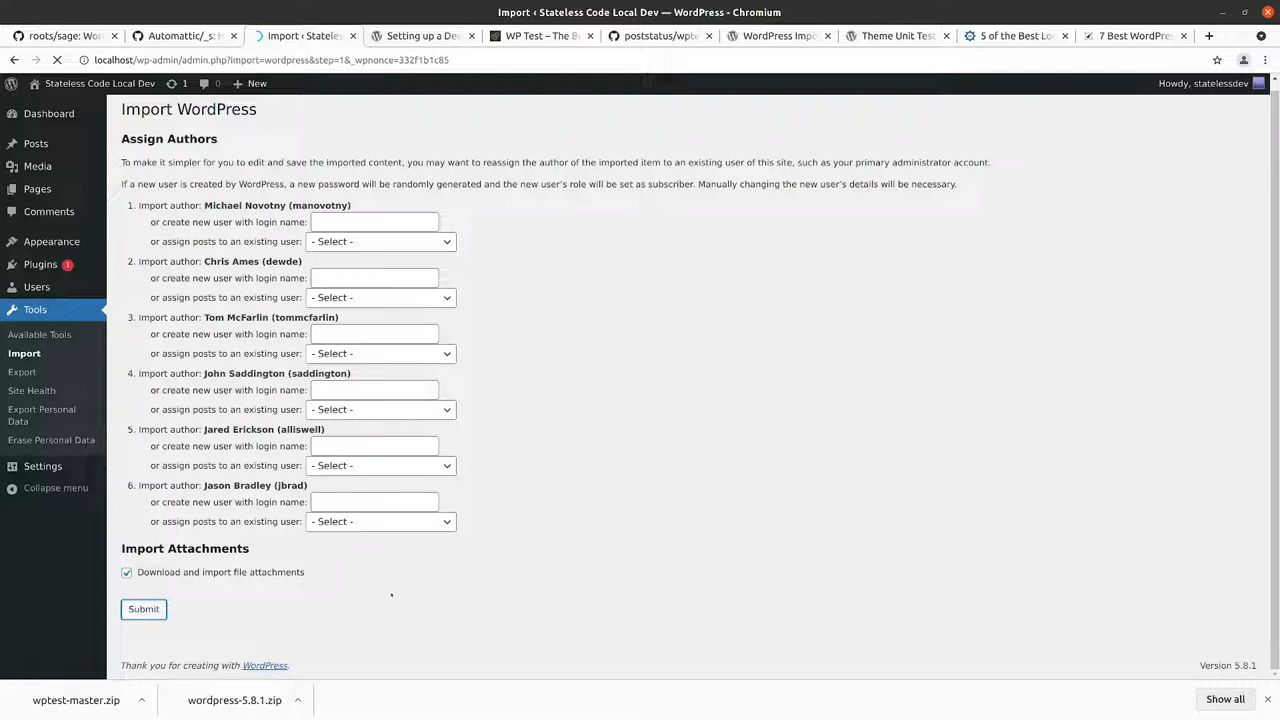 Import ‹ Stateless Code Local Dev — WordPress - Chromium
roots/sage: Wor
Automattic/_s: H
Import ‹ Stateles
Setting up a Dev
WP Test – The B
poststatus/wpte
WordPress Impo
Theme Unit Test
5 of the Best Lo
7 Best WordPre
localhost/wp-admin/admin.php?import=wordpress&step=1&_wpnonce=332f1b1c85
Stateless Code Local Dev
1
0
+ New
Howdy, statelessdev
Dashboard
Posts
Media
Pages
Comments
Appearance
Plugins 1
Users
Tools
Available Tools
Import
Export
Site Health
Export Personal
Data
Erase Personal Data
Settings
Collapse menu
Import WordPress
Assign Authors
To make it simpler for you to edit and save the imported content, you may want to reassign the author of the imported item to an existing user of this site, such as your primary administrator account.
If a new user is created by WordPress, a new password will be randomly generated and the new user's role will be set as subscriber. Manually changing the new user's details will be necessary.
1. Import author: Michael Novotny (manovotny)
or create new user with login name:
or assign posts to an existing user: - Select -
2. Import author: Chris Ames (dewde)
or create new user with login name:
or assign posts to an existing user: - Select -
3. Import author: Tom McFarlin (tommcfarlin)
or create new user with login name:
or assign posts to an existing user: - Select -
4. Import author: John Saddington (saddington)
or create new user with login name:
or assign posts to an existing user: - Select -
5. Import author: Jared Erickson (alliswell)
or create new user with login name:
or assign posts to an existing user: - Select -
6. Import author: Jason Bradley (jbrad)
or create new user with login name:
or assign posts to an existing user: - Select -
Import Attachments
Download and import file attachments
Submit
Thank you for creating with WordPress.
Version 5.8.1
wptest-master.zip
wordpress-5.8.1.zip
Show all